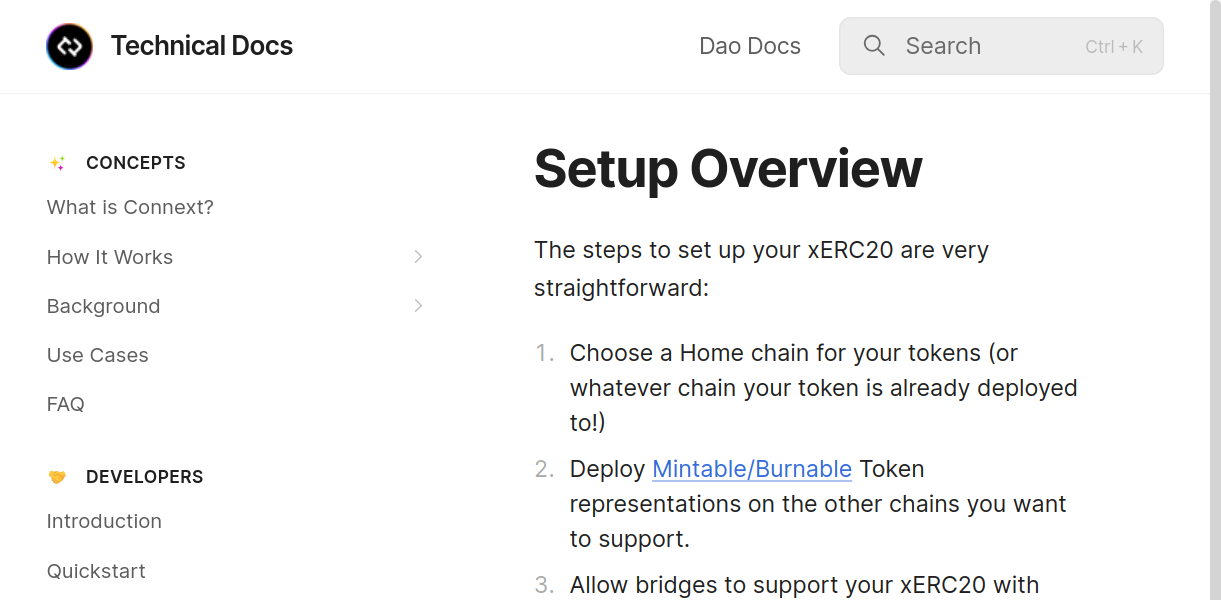 Technical Docs
Dao Docs
Search
Ctrl + K
CONCEPTS
What is Connext?
How It Works
Background
Use Cases
FAQ
DEVELOPERS
Introduction
Quickstart
Setup Overview
The steps to set up your xERC20 are very
straightforward:
1. Choose a Home chain for your tokens (or
whatever chain your token is already deployed
to!)
2. Deploy Mintable/Burnable Token
representations on the other chains you want
to support.
3. Allow bridges to support your xERC20 with